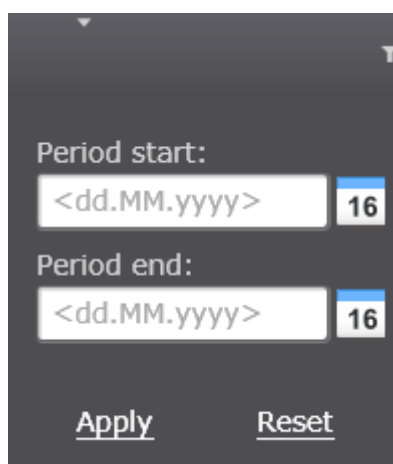 Period start:
<dd.MM.yyyy> 16
Period end:
<dd.MM.yyyy> 16
Apply Reset